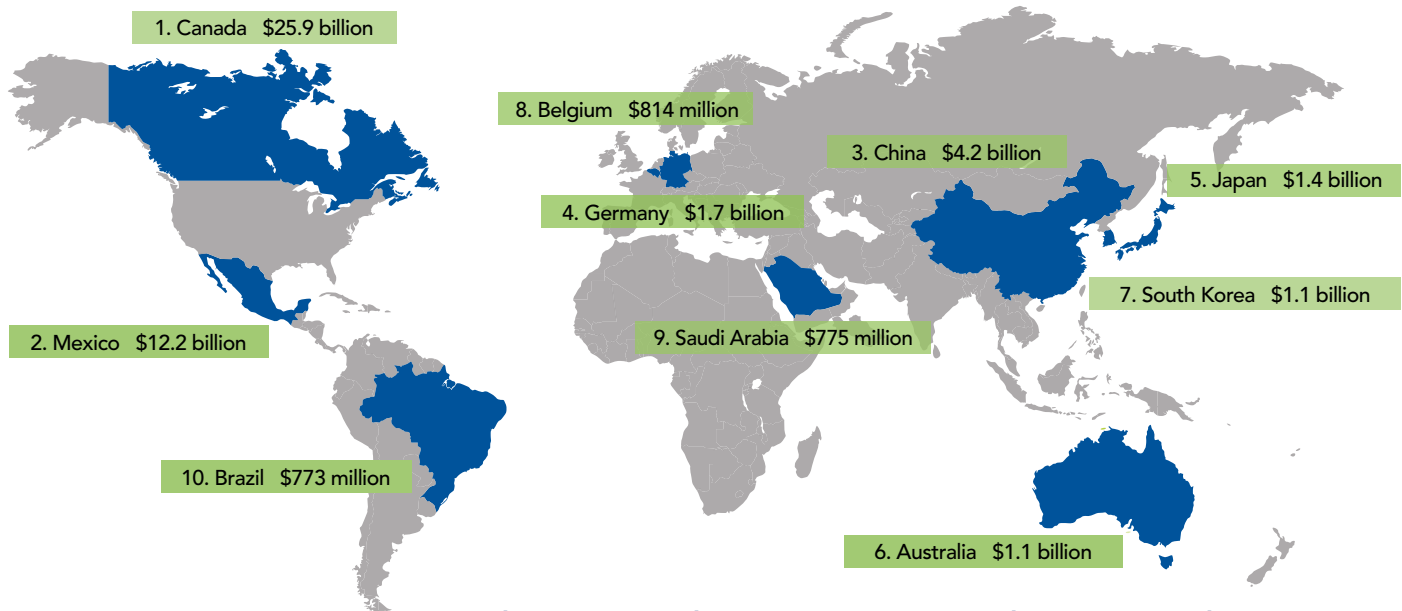 1. Canada $25.9 billion
8. Belgium $814 million
3. China $4.2 billion
5. Japan $1.4 billion
4. Germany $1.7 billion
7. South Korea $1.1 billion
2. Mexico $12.2 billion
9. Saudi Arabia $775 million
10. Brazil $773 million
6. Australia $1.1 billion